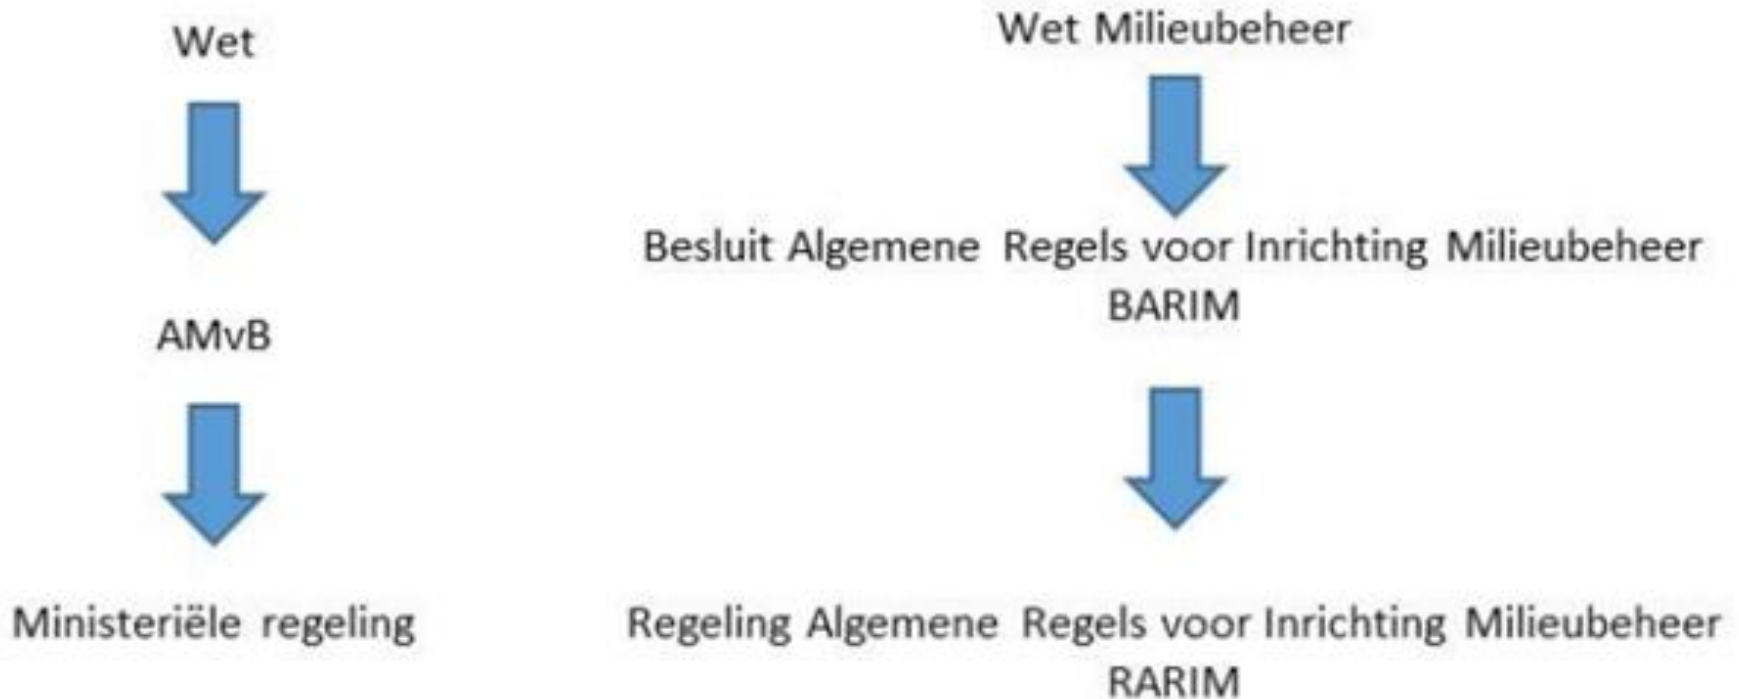 Wet
AMvB
Ministeriële regeling
Wet Milieubeheer
Besluit Algemene Regels voor Inrichting Milieubeheer
BARIM
Regeling Algemene Regels voor Inrichting Milieubeheer
RARIM